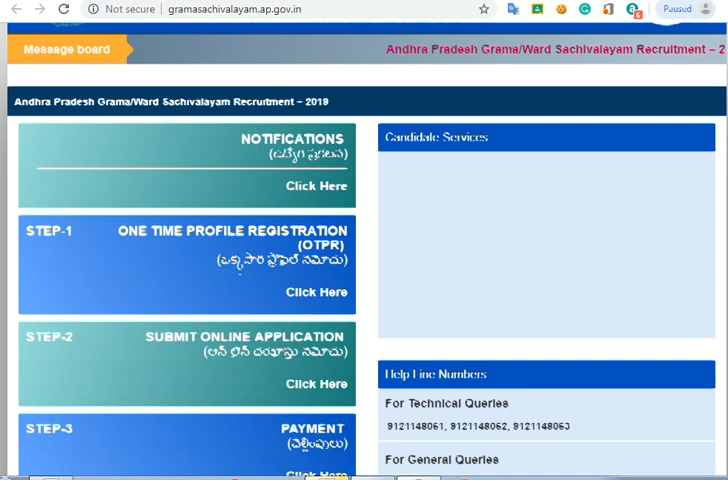 Not secure | gramasachivalayam.ap.gov.in
Paused
Message board
Andhra Pradesh Grama/Ward Sachivalayam Recruitment – 2
Andhra Pradesh Grama/Ward Sachivalayam Recruitment – 2019
NOTIFICATIONS
(ఉద్యోగ ప్రకటన)
Click Here
STEP-1
ONE TIME PROFILE REGISTRATION
(OTPR)
(ఒక్కసారి ప్రొఫైల్ నమోదు)
Click Here
STEP-2
SUBMIT ONLINE APPLICATION
(ఆన్ లైన్ దరఖాస్తు నమోదు)
Click Here
STEP-3
PAYMENT
(చెల్లింపులు)
Click Here
Candidate Services
Help Line Numbers
For Technical Queries
9121148061, 9121148062, 9121148063
For General Queries